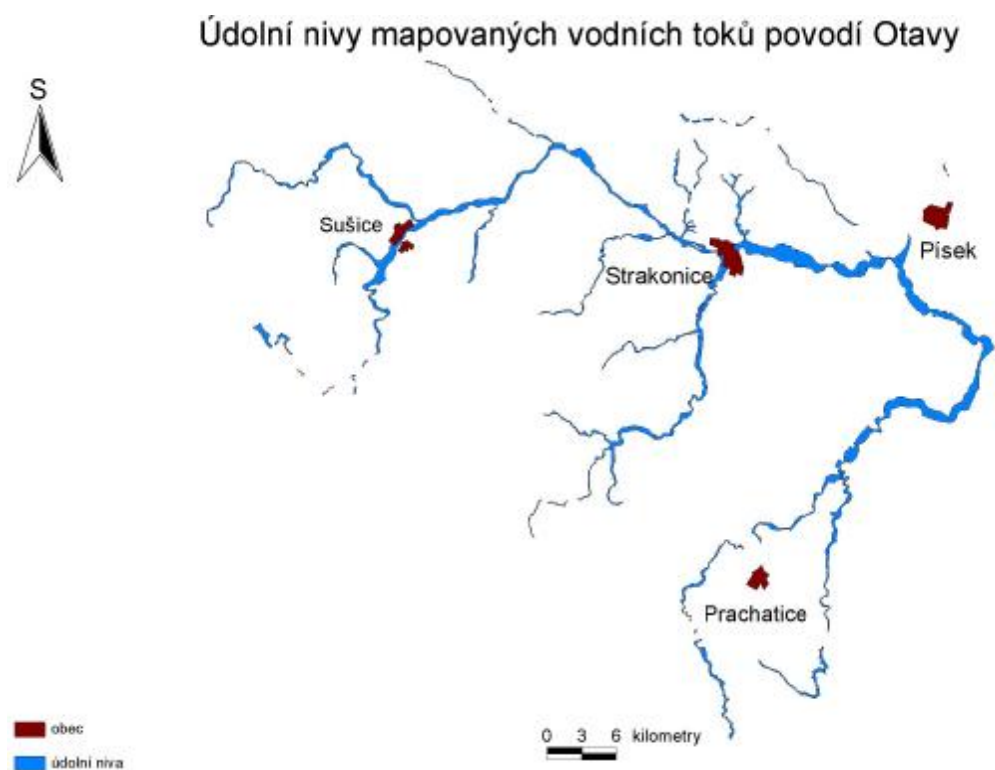 Údolní nivy mapovaných vodních toků povodí Otavy
S
Sušice
Písek
Strakonice
Prachatice
obec
údolní niva
0 3 6 kilometry